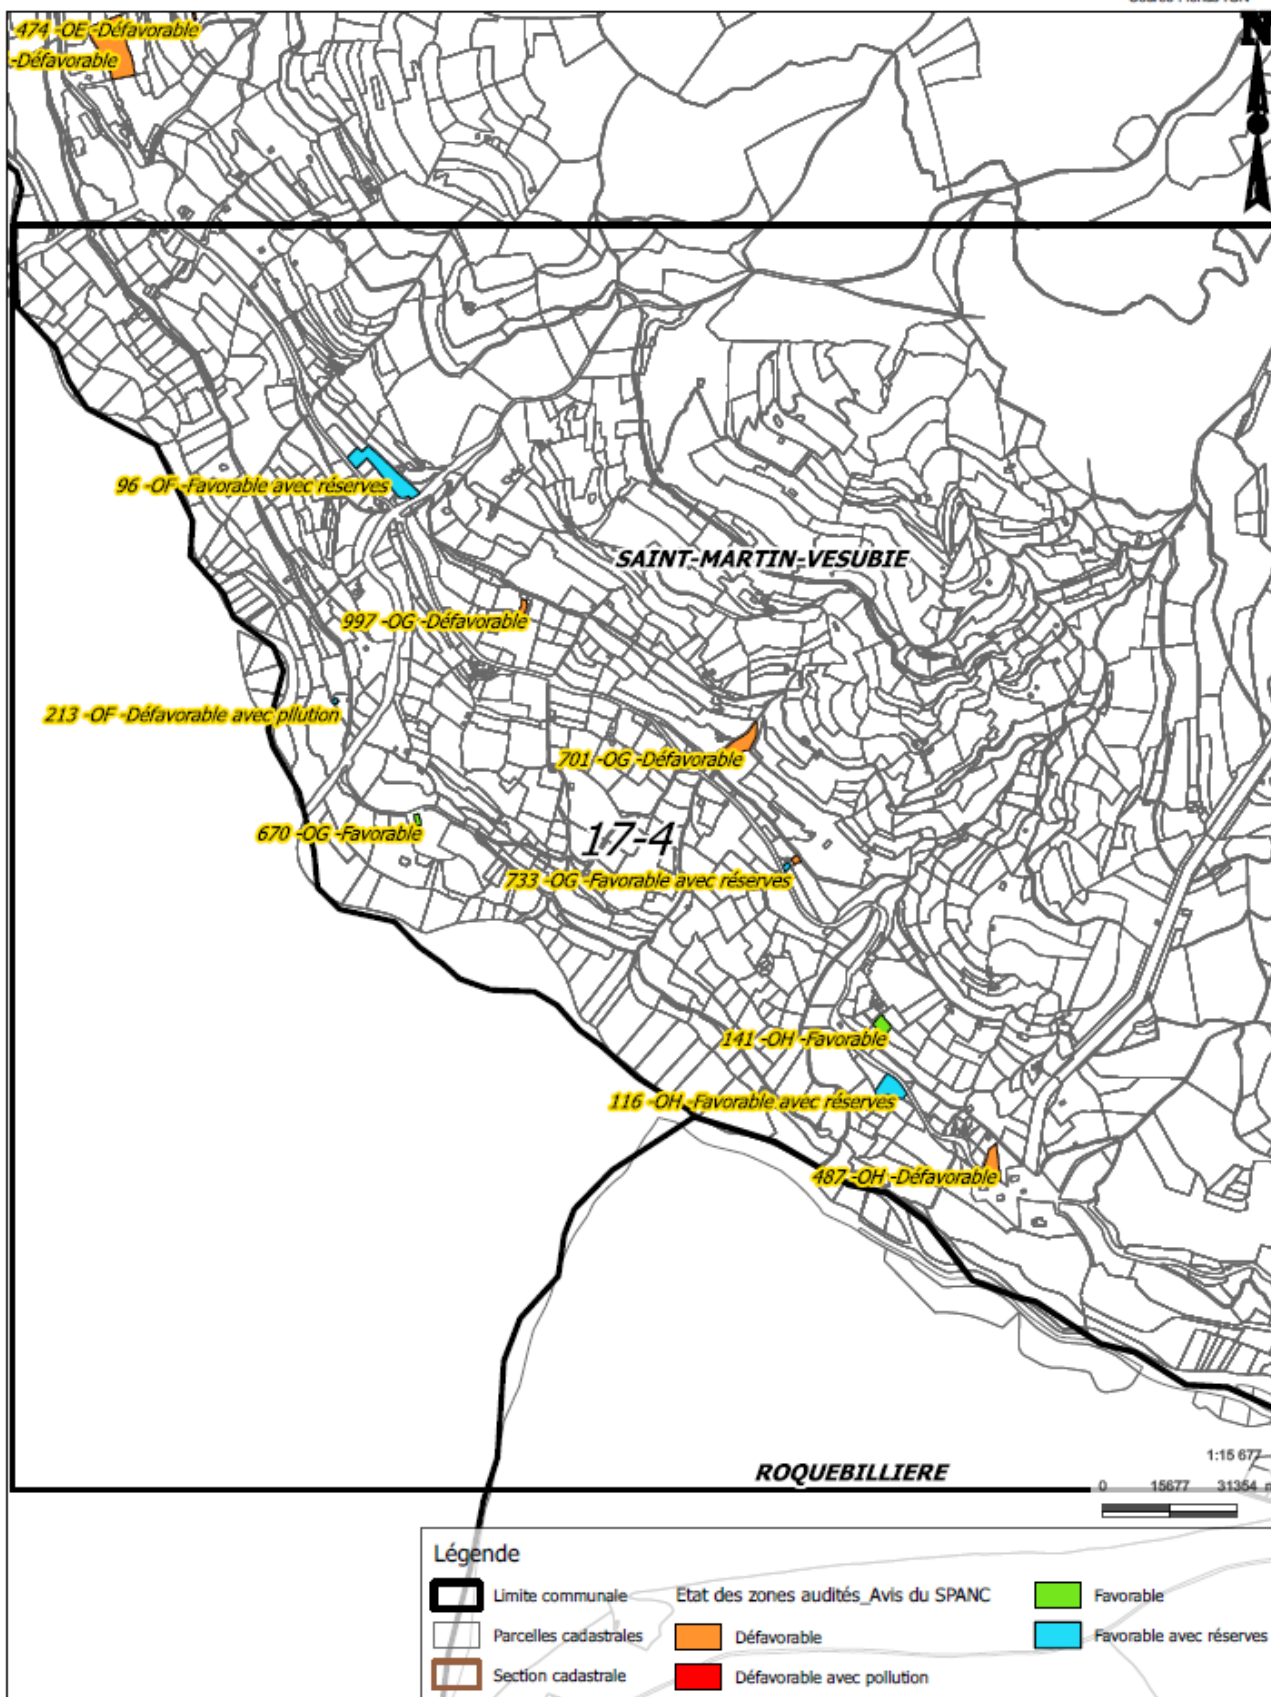 474 -OE -Défavorable
-Défavorable
N
96 -OF -Favorable avec réserves
SAINT-MARTIN-VESUBIE
997 -OG -Défavorable
213 -OF -Défavorable avec pllution
701 -OG -Défavorable
670 -OG -Favorable
17-4
733 -OG -Favorable avec réserves
141 -OH -Favorable
116 -OH -Favorable avec réserves
487 -OH -Défavorable
ROQUEBILLIERE
1:15 677
0 15677 31354
Légende
Limite communale
Parcelles cadastrales
Section cadastrale
Etat des zones audités_Avis du SPANC
Défavorable
Défavorable avec pollution
Favorable
Favorable avec réserves